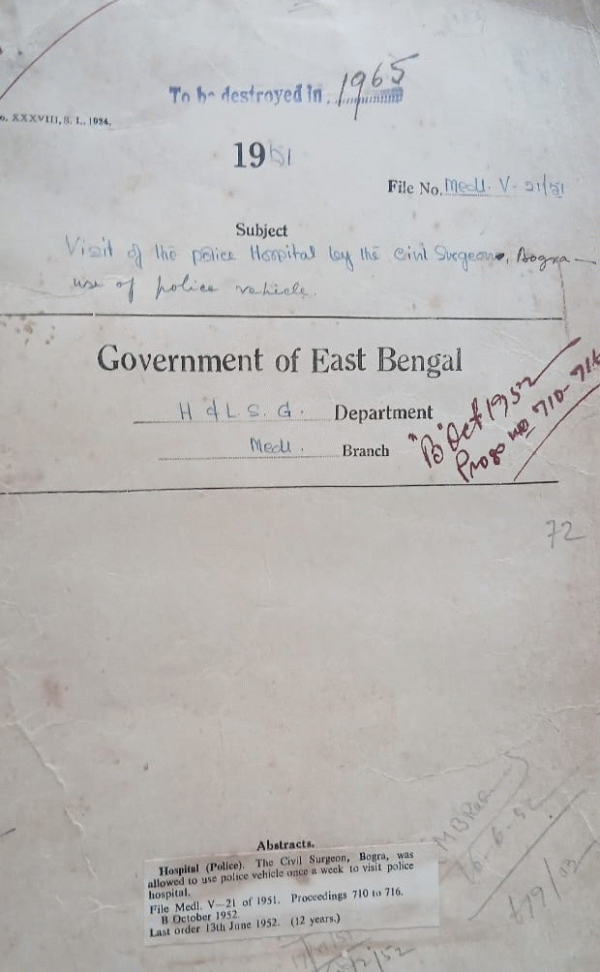 To be destroyed in 1965
o. XXXVIII, S. I., 1924.
1951
File No. Medl. V-21/51
Subject
Visit of the police Hospital by the Civil Surgeon, Bogra —
use of police vehicle.
Government of East Bengal
H & L. S. G. Department
Medl. Branch
"B" Oct 1952
Progs no 710-716
72
16.6.52
Abstracts.
Hospital (Police). The Civil Surgeon, Bogra, was
allowed to use police vehicle once a week to visit police
hospital.
File Medl. V—21 of 1951. Proceedings 710 to 716.
B October 1952.
Last order 13th June 1952. (12 years.)